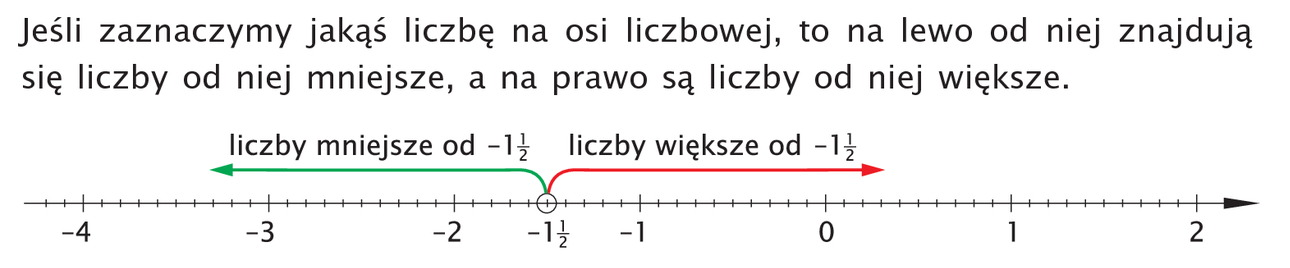 Jeśli zaznaczymy jakąś liczbę na osi liczbowej, to na lewo od niej znajdują
się liczby od niej mniejsze, a na prawo są liczby od niej większe.
liczby mniejsze od –1½ liczby większe od –1½
–4 –3 –2 –1½ –1 0 1 2